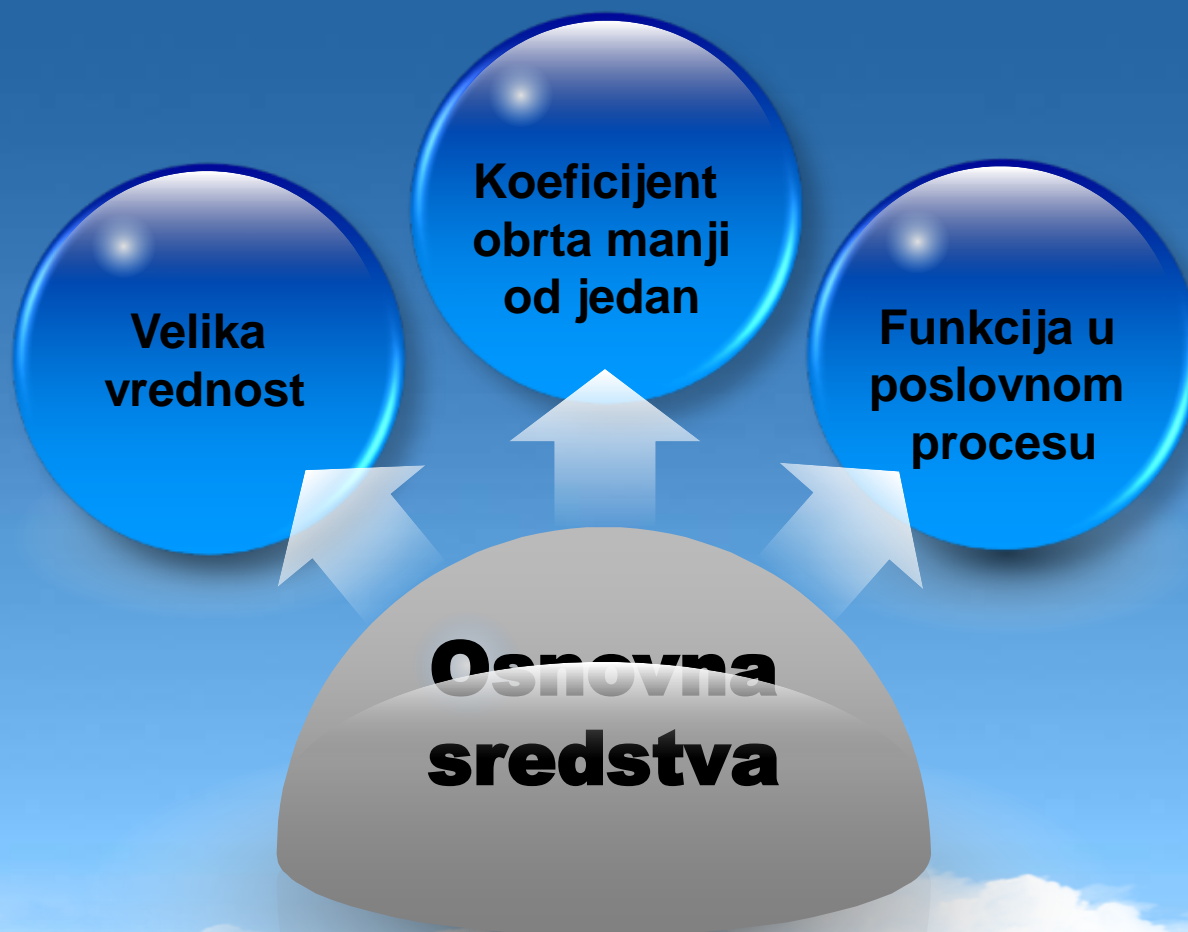 Koeficijent
obrta manji
od jedan
Velika
vrednost
Funkcija u
poslovnom
procesu
Osnovna
sredstva